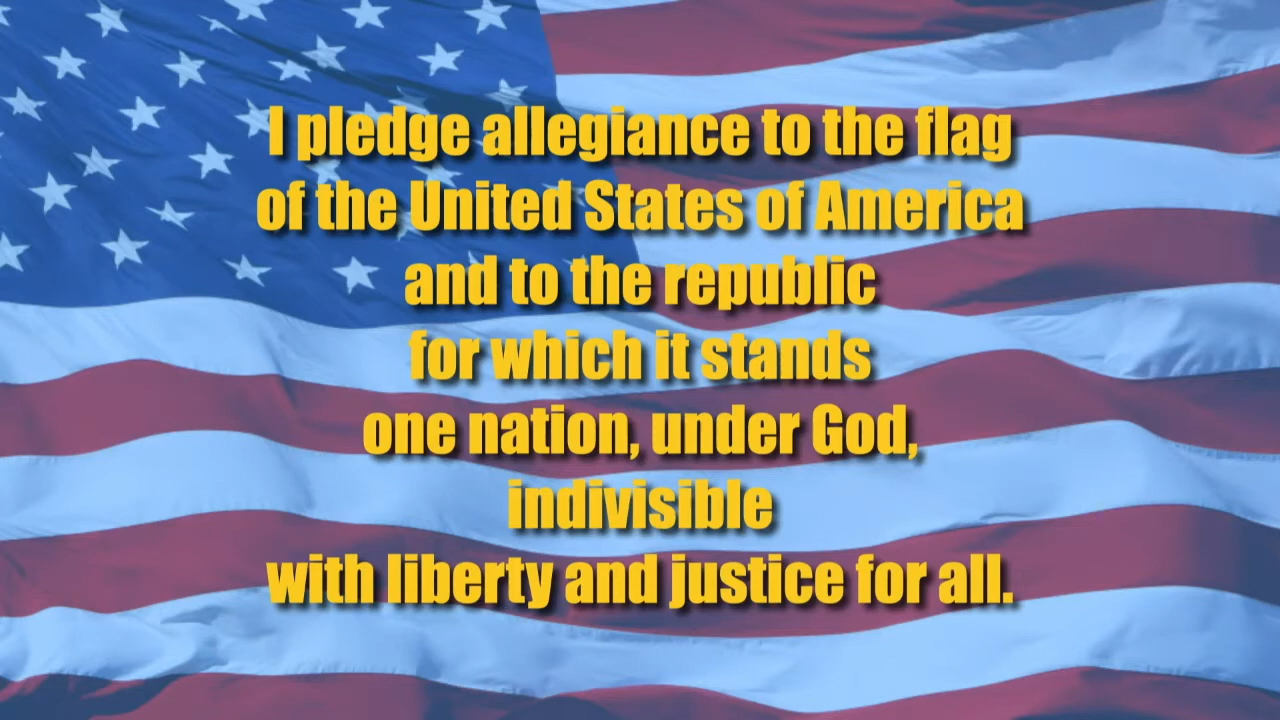 I pledge allegiance to the flag
of the United States of America
and to the republic
for which it stands
one nation, under God,
indivisible
with liberty and justice for all.